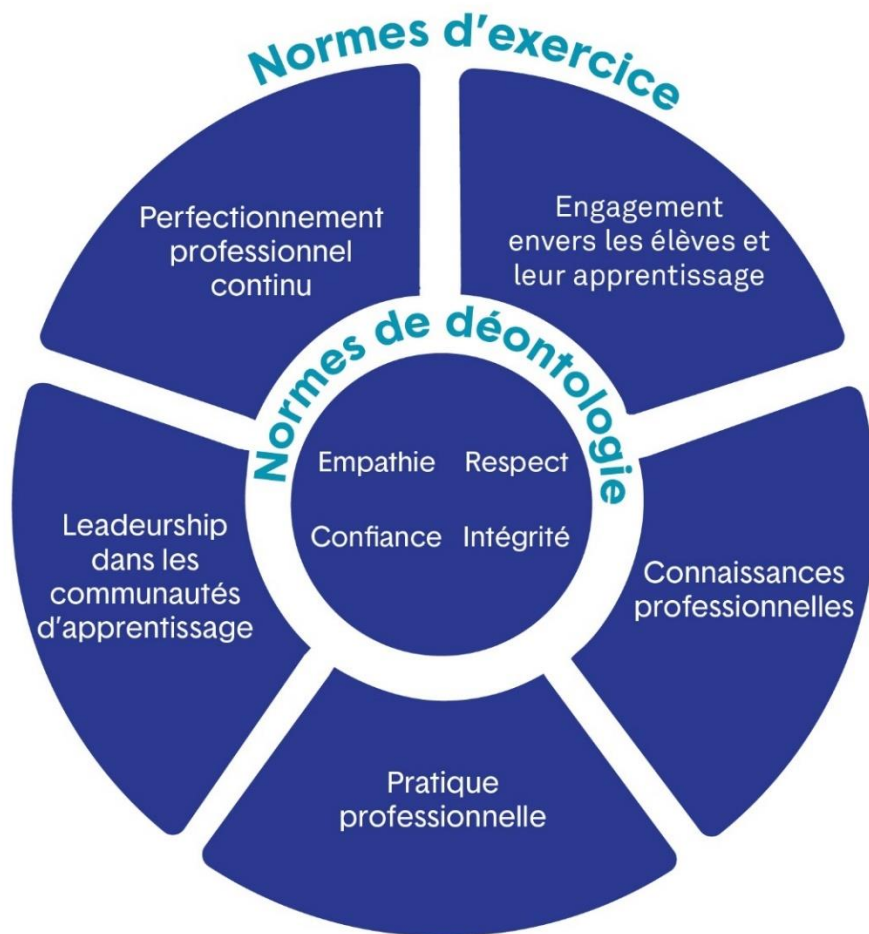 Normes d'exercice
Perfectionnement
professionnel
continu
Engagement
envers les élèves et
leur apprentissage
Normes de déontologie
Empathie Respect
Confiance Intégrité
Leadeurship
dans les
communautés
d'apprentissage
Connaissances
professionnelles
Pratique
professionnelle